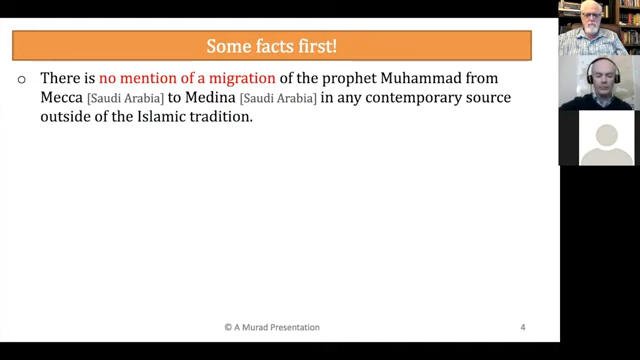 Some facts first!
o There is no mention of a migration of the prophet Muhammad from
Mecca [Saudi Arabia] to Medina [Saudi Arabia] in any contemporary source
outside of the Islamic tradition.
© A Murad Presentation
4